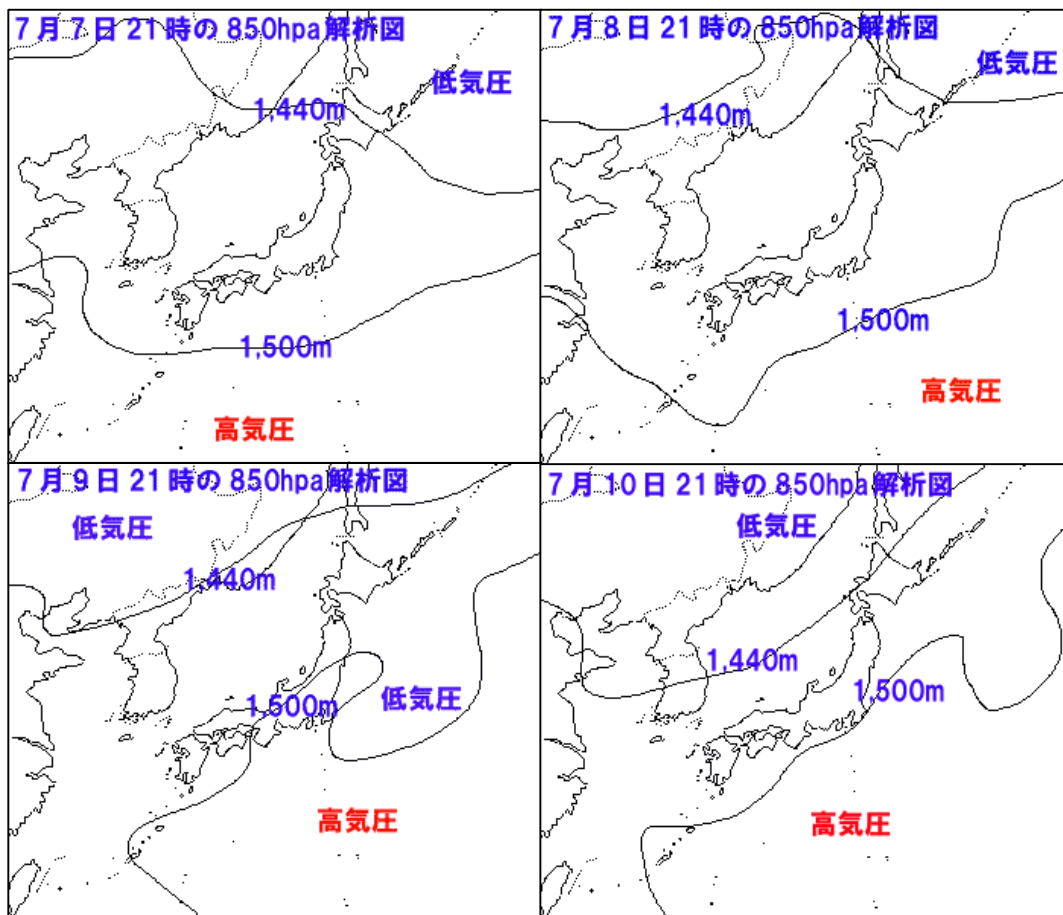 7月7日21時の850hpa解析図
低気圧
1,440m
1,500m
高気圧
7月8日21時の850hpa解析図
低気圧
1,440m
1,500m
高気圧
7月9日21時の850hpa解析図
低気圧
1,440m
1,500m
低気圧
高気圧
7月10日21時の850hpa解析図
低気圧
1,440m
1,500m
高気圧